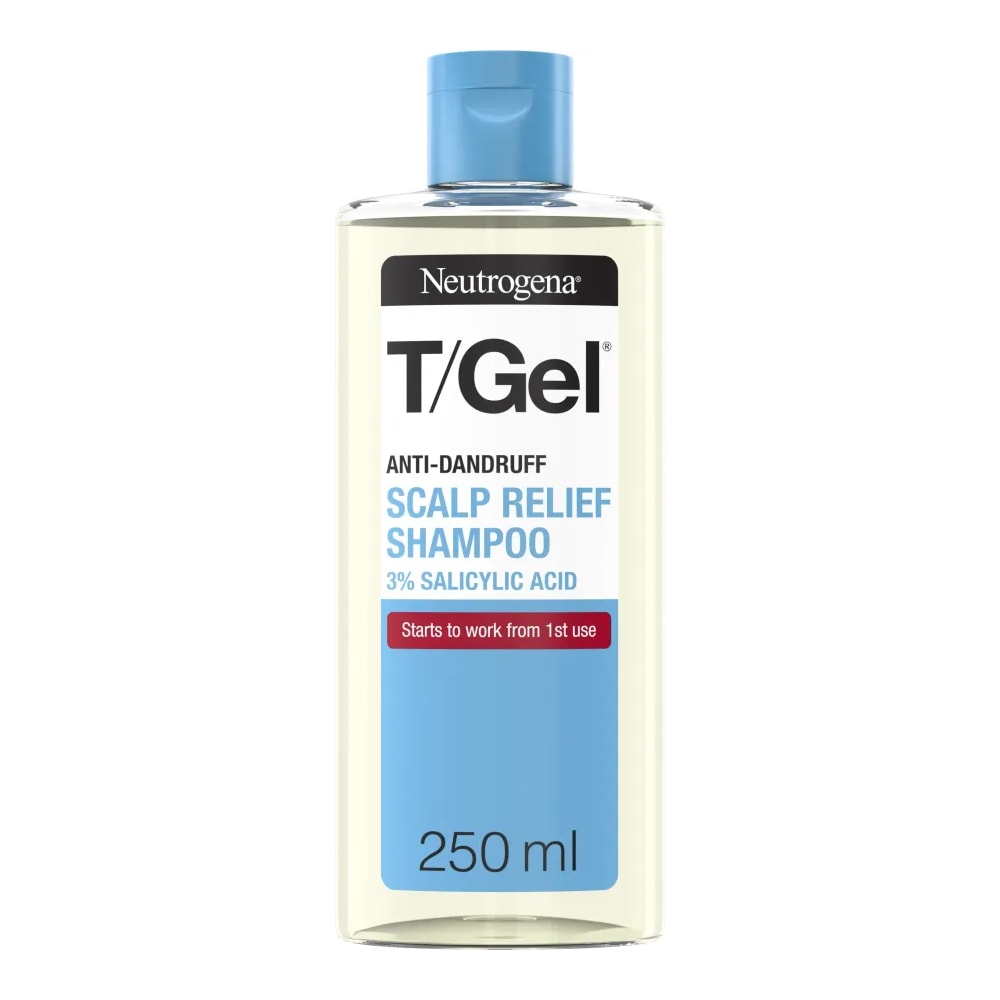 Neutrogena®
T/Gel®
ANTI-DANDRUFF
SCALP RELIEF
SHAMPOO
3% SALICYLIC ACID
Starts to work from 1st use
250 ml